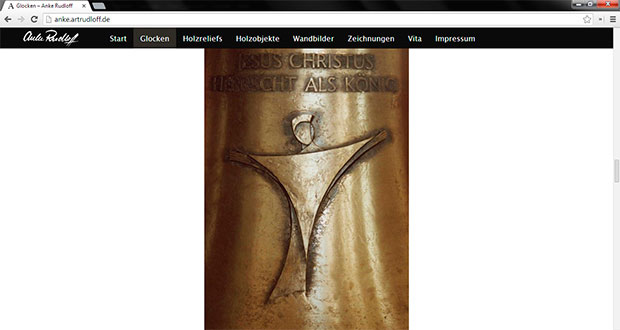 Glocken – Anke Rudloff
anke.artrudloff.de
Anke Rudloff
Start Glocken Holzreliefs Holzobjekte Wandbilder Zeichnungen Vita Impressum
JESUS CHRISTUS
HERRSCHT ALS KÖNIG